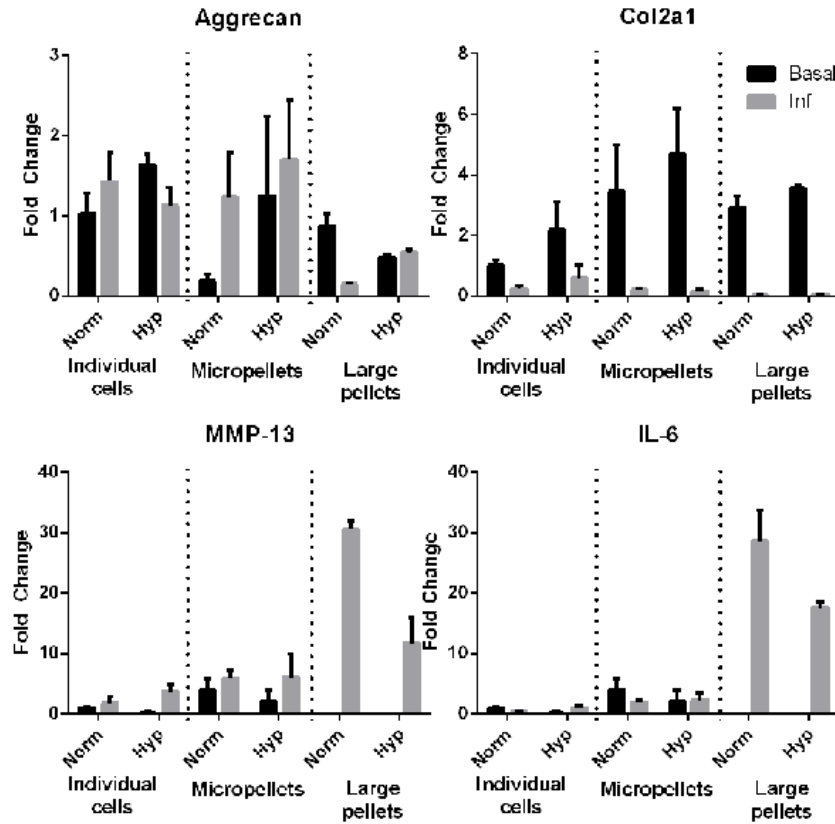 Aggrecan
Fold Change
3
2
1
0
Norm Hyp Norm Hyp Norm Hyp
Individual cells
Micropellets
Large pellets
Col2a1
Fold Change
8
6
4
2
0
Basal
Inf
Norm Hyp Norm Hyp Norm Hyp
Individual cells
Micropellets
Large pellets
MMP-13
Fold Change
40
30
20
10
0
Norm Hyp Norm Hyp Norm Hyp
Individual cells
Micropellets
Large pellets
IL-6
Fold Change
40
30
20
10
0
Norm Hyp Norm Hyp Norm Hyp
Individual cells
Micropellets
Large pellets